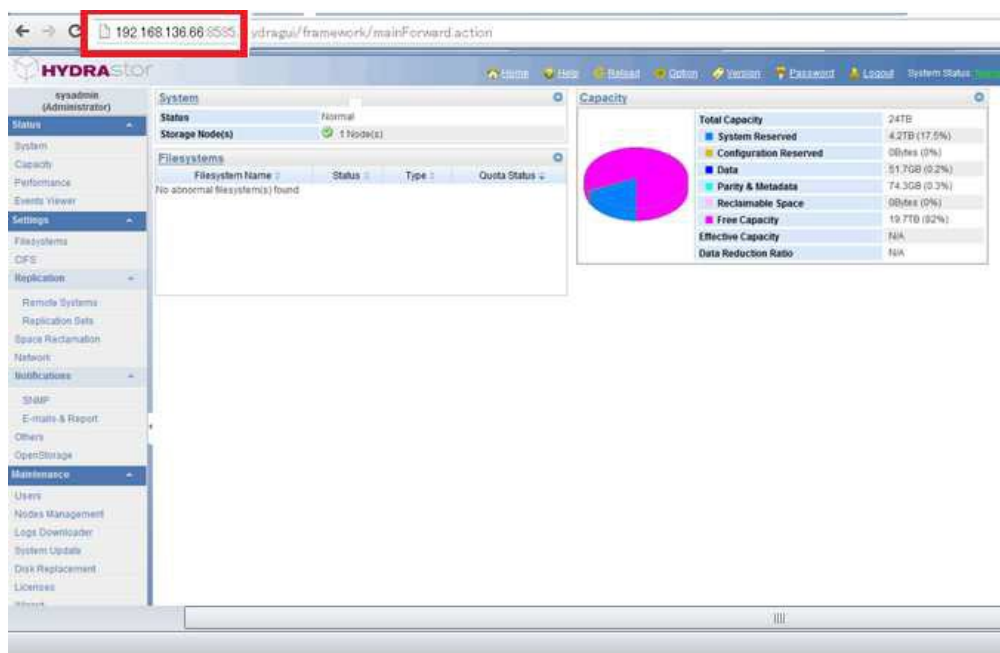 192.168.136.66:8585/hydragui/framework/mainForward.action
HYDRAstor
Home Help Reload Option Version Password Logout System Status:
sysadmin
(Administrator)
Status
System
Capacity
Performance
Events Viewer
Settings
Filesystems
CIFS
Replication
Remote Systems
Replication Sets
Space Reclamation
Network
Notifications
SNMP
E-mails & Report
Others
OpenStorage
Maintenance
Users
Nodes Management
Logs Downloader
System Update
Disk Replacement
Licenses
System
Status Normal
Storage Node(s) 1 Node(s)
Filesystems
Filesystem Name Status Type Quota Status
No abnormal filesystem(s) found
Capacity
Total Capacity 24TB
System Reserved 4.2TB (17.5%)
Configuration Reserved 0Bytes (0%)
Data 51.7GB (0.2%)
Parity & Metadata 74.3GB (0.3%)
Reclaimable Space 0Bytes (0%)
Free Capacity 19.7TB (82%)
Effective Capacity N/A
Data Reduction Ratio N/A